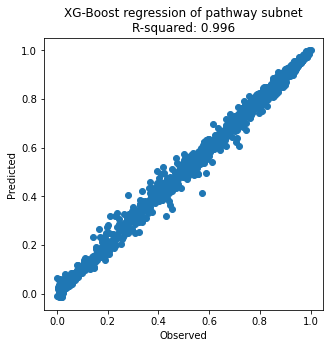 XG-Boost regression of pathway subnet
R-squared: 0.996
1.0
0.8
0.6
0.4
0.2
0.0
Predicted
0.0 0.2 0.4 0.6 0.8 1.0
Observed